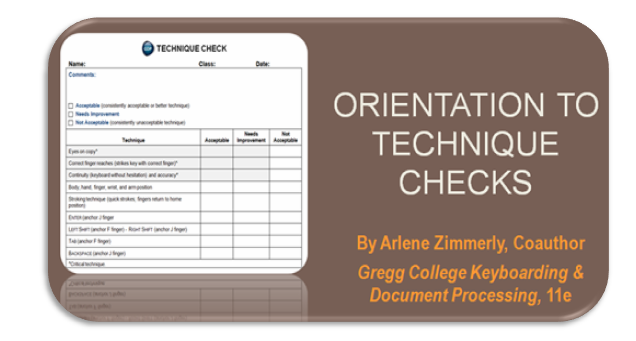 TECHNIQUE CHECK
Name: Class: Date:
Comments:
Acceptable (consistently acceptable or better technique)
Needs Improvement
Not Acceptable (consistently unacceptable technique)
Technique Acceptable Needs Improvement Not Acceptable
Eyes on copy*
Correct finger reaches (strikes key with correct finger)*
Continuity (keyboard without hesitation) and accuracy*
Body, hand, finger, wrist, and arm position
Stroking technique (quick strokes; fingers return to home
position)
ENTER (anchor J finger)
LEFT SHIFT (anchor F finger) - RIGHT SHIFT (anchor J finger)
TAB (anchor F finger)
BACKSPACE (anchor J finger)
*Critical technique
ORIENTATION TO
TECHNIQUE
CHECKS
By Arlene Zimmerly, Coauthor
Gregg College Keyboarding &
Document Processing, 11e